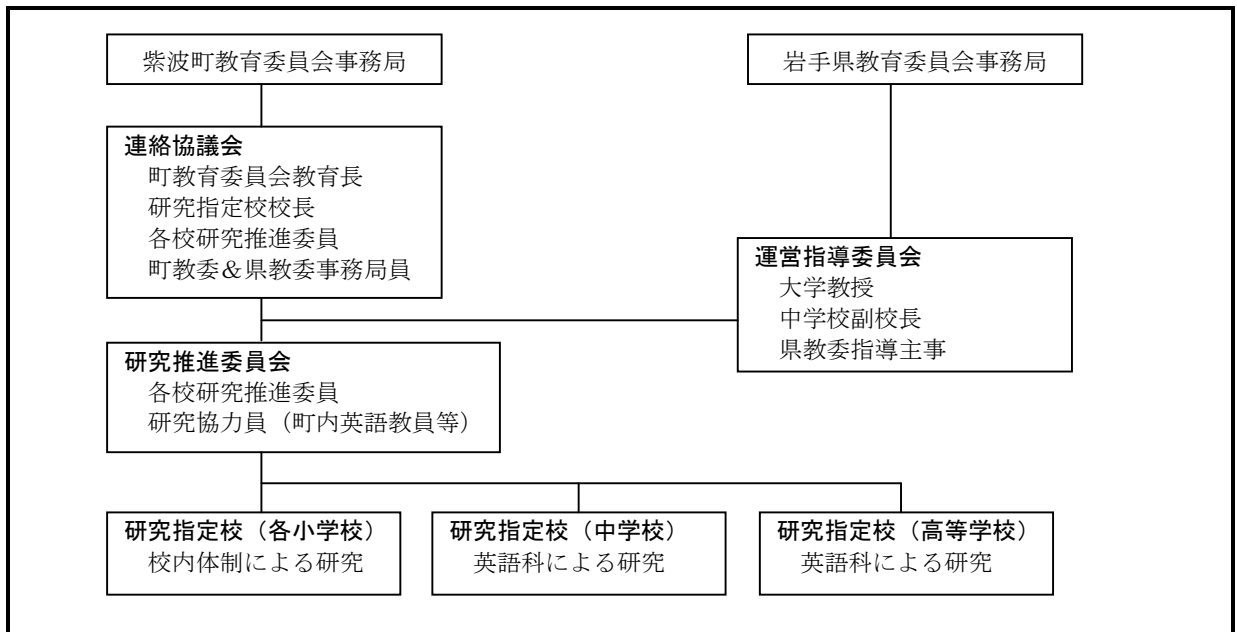 紫波町教育委員会事務局
岩手県教育委員会事務局
連絡協議会
町教育委員会教育長
研究指定校校長
各校研究推進委員
町教委＆県教委事務局員
運営指導委員会
大学教授
中学校副校長
県教委指導主事
研究推進委員会
各校研究推進委員
研究協力員（町内英語教員等）
研究指定校（各小学校）
校内体制による研究
研究指定校（中学校）
英語科による研究
研究指定校（高等学校）
英語科による研究